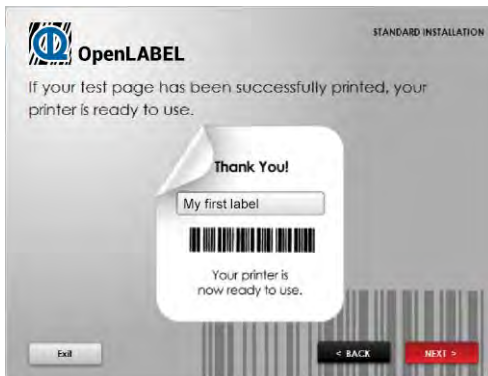 STANDARD INSTALLATION
OpenLABEL
If your test page has been successfully printed, your
printer is ready to use.
Thank You!
My first label
Your printer is
now ready to use.
Exit
< BACK
NEXT >